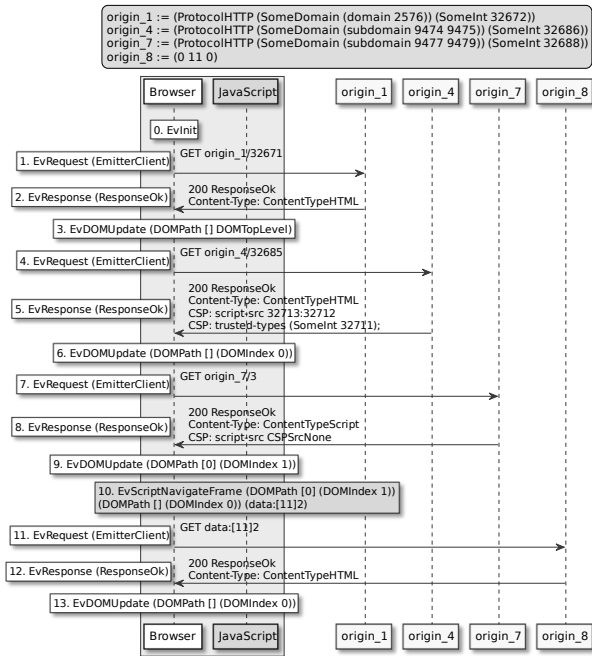 origin_1 := (ProtocolHTTP (SomeDomain (domain 2576)) (SomeInt 32672))
origin_4 := (ProtocolHTTP (SomeDomain (subdomain 9474 9475)) (SomeInt 32686))
origin_7 := (ProtocolHTTP (SomeDomain (subdomain 9477 9479)) (SomeInt 32688))
origin_8 := (0 11 0)
Browser JavaScript origin_1 origin_4 origin_7 origin_8
0. EvInit
1. EvRequest (EmitterClient) GET origin_1/32671
2. EvResponse (ResponseOk) 200 ResponseOk
Content-Type: ContentTypeHTML
3. EvDOMUpdate (DOMPath [] DOMTopLevel)
4. EvRequest (EmitterClient) GET origin_4/32685
5. EvResponse (ResponseOk) 200 ResponseOk
Content-Type: ContentTypeHTML
CSP: script-src 32713:32712
CSP: trusted-types (SomeInt 32711);
6. EvDOMUpdate (DOMPath [] (DOMIndex 0))
7. EvRequest (EmitterClient) GET origin_7/3
8. EvResponse (ResponseOk) 200 ResponseOk
Content-Type: ContentTypeScript
CSP: script-src CSPSrcNone
9. EvDOMUpdate (DOMPath [0] (DOMIndex 1))
10. EvScriptNavigateFrame (DOMPath [0] (DOMIndex 1))
(DOMPath [] (DOMIndex 0)) (data:[11]2)
11. EvRequest (EmitterClient) GET data:[11]2
12. EvResponse (ResponseOk) 200 ResponseOk
Content-Type: ContentTypeHTML
13. EvDOMUpdate (DOMPath [] (DOMIndex 0))
Browser JavaScript origin_1 origin_4 origin_7 origin_8